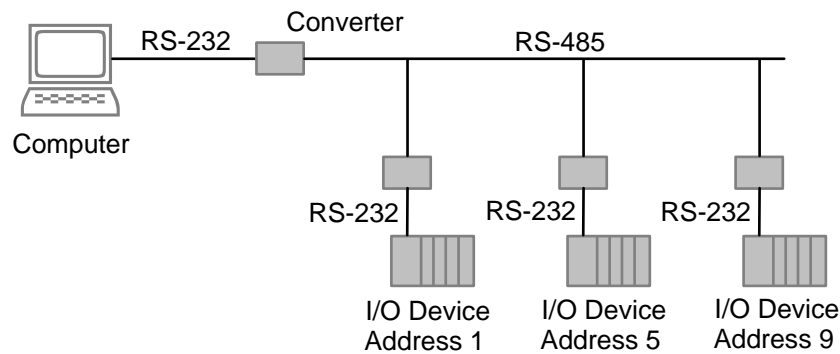 Converter
RS-232
RS-485
Computer
RS-232
RS-232
RS-232
I/O Device
Address 1
I/O Device
Address 5
I/O Device
Address 9